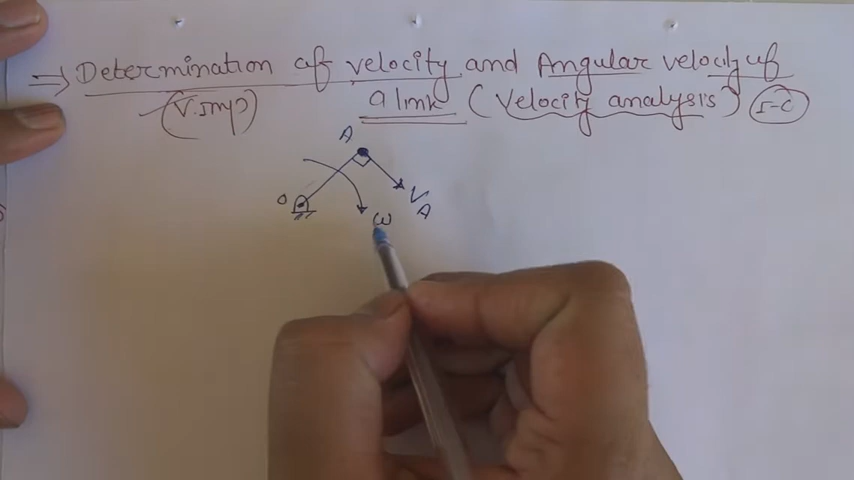 ⇒ Determination of velocity and Angular velocity of
a link (Velocity analysis) I-C
(V.Imp)
A
O
VA
ω